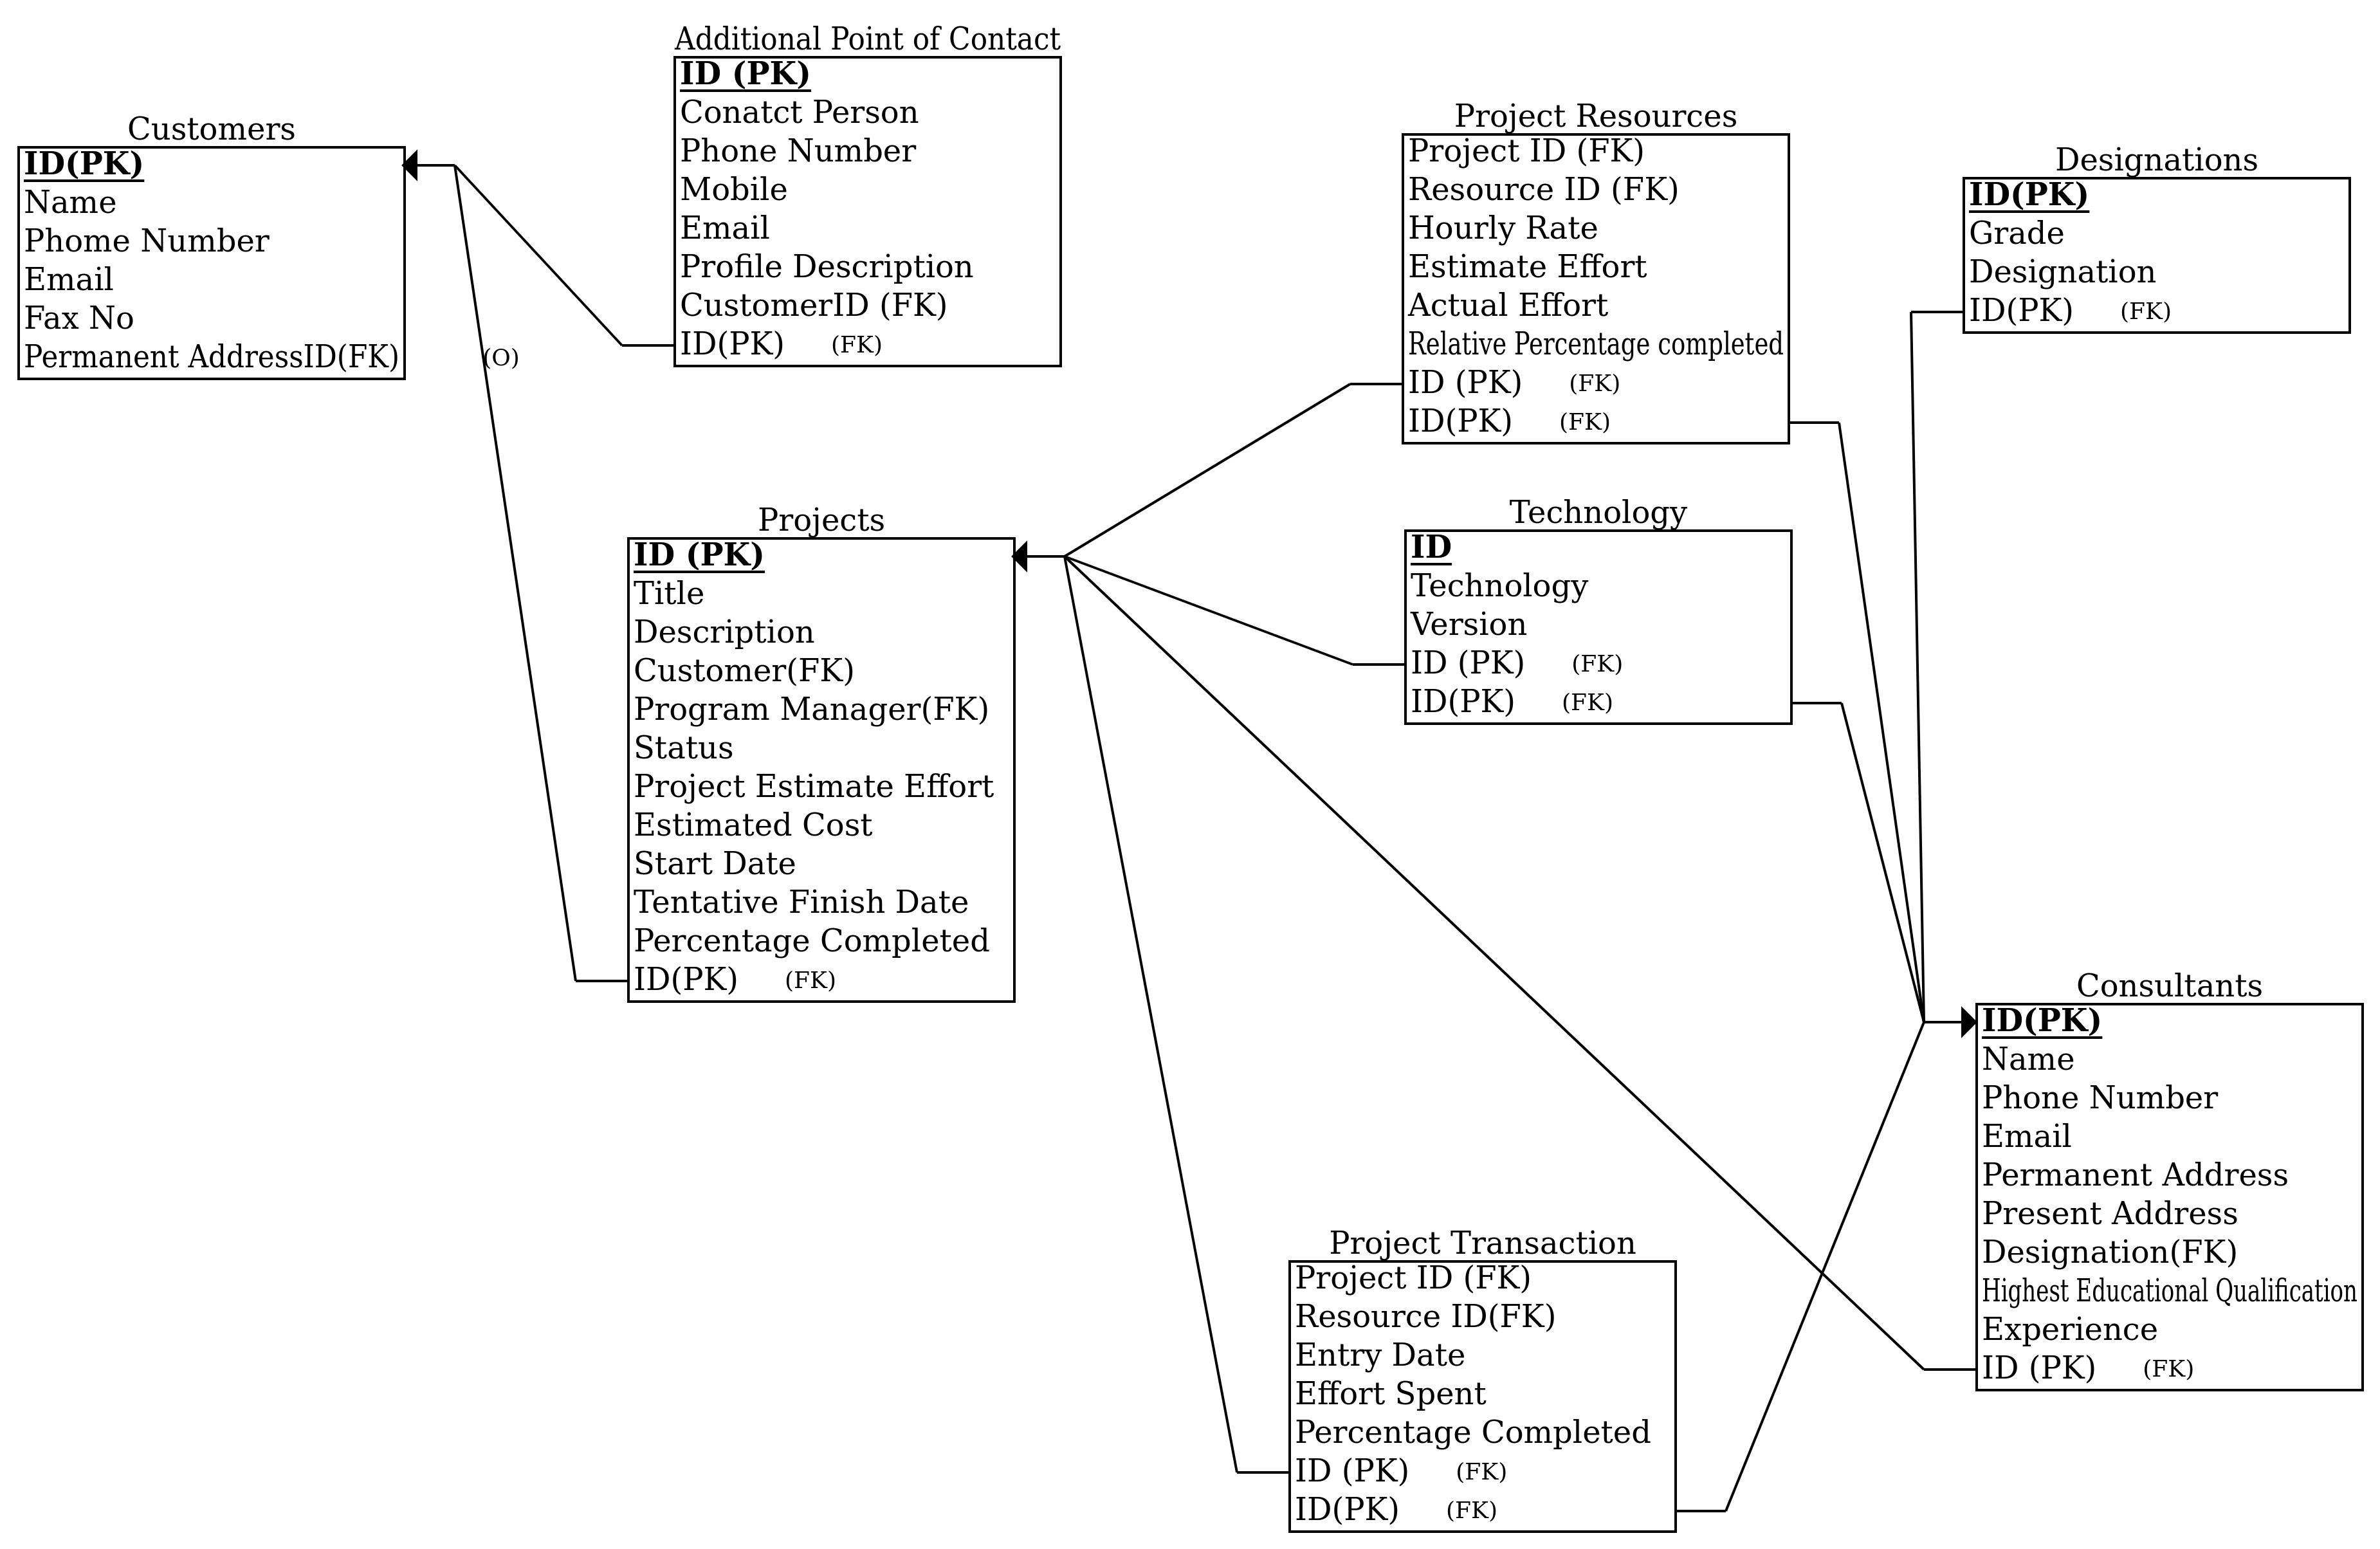 Customers
ID(PK)
Name
Phome Number
Email
Fax No
Permanent AddressID(FK)
(O)
Additional Point of Contact
ID (PK)
Conatct Person
Phone Number
Mobile
Email
Profile Description
CustomerID (FK)
ID(PK) (FK)
Projects
ID (PK)
Title
Description
Customer(FK)
Program Manager(FK)
Status
Project Estimate Effort
Estimated Cost
Start Date
Tentative Finish Date
Percentage Completed
ID(PK) (FK)
Project Resources
Project ID (FK)
Resource ID (FK)
Hourly Rate
Estimate Effort
Actual Effort
Relative Percentage completed
ID (PK) (FK)
ID(PK) (FK)
Technology
ID
Technology
Version
ID (PK) (FK)
ID(PK) (FK)
Project Transaction
Project ID (FK)
Resource ID(FK)
Entry Date
Effort Spent
Percentage Completed
ID (PK) (FK)
ID(PK) (FK)
Designations
ID(PK)
Grade
Designation
ID(PK) (FK)
Consultants
ID(PK)
Name
Phone Number
Email
Permanent Address
Present Address
Designation(FK)
Highest Educational Qualification
Experience
ID (PK) (FK)